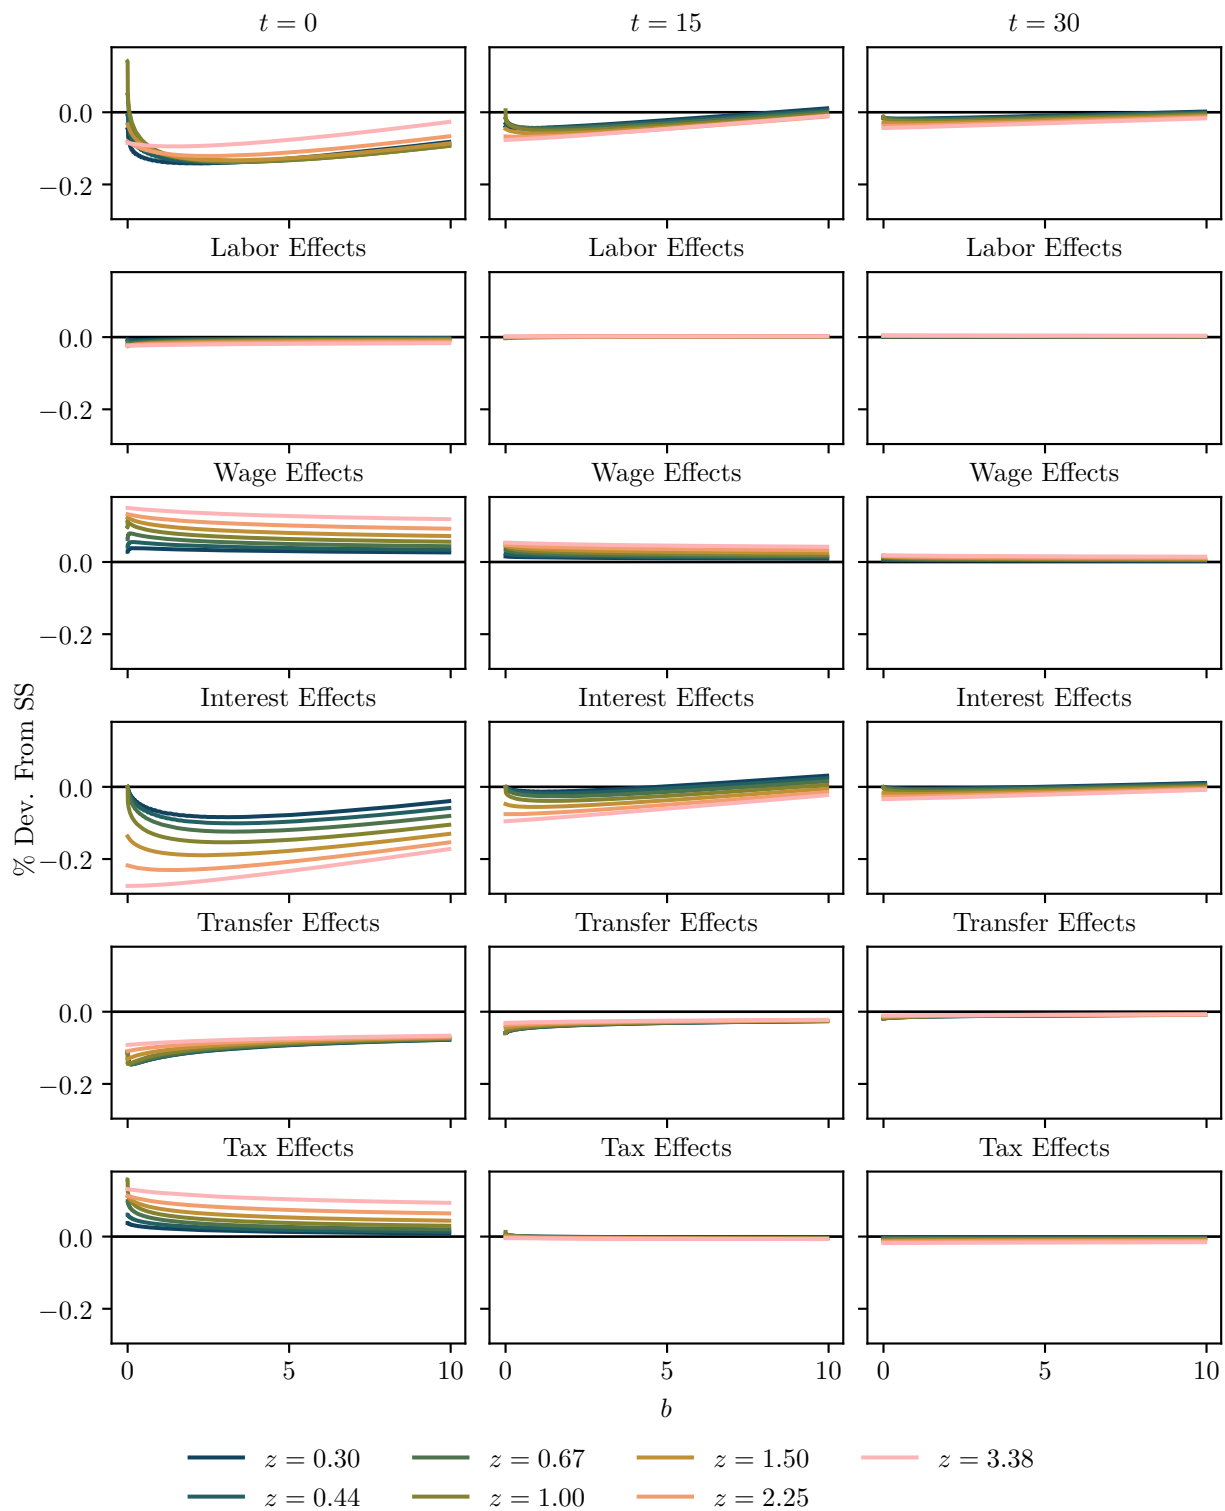 t = 0 t = 15 t = 30
0.0
−0.2
Labor Effects Labor Effects Labor Effects
0.0
−0.2
Wage Effects Wage Effects Wage Effects
0.0
−0.2
Interest Effects Interest Effects Interest Effects
0.0
−0.2
% Dev. From SS
Transfer Effects Transfer Effects Transfer Effects
0.0
−0.2
Tax Effects Tax Effects Tax Effects
0.0
−0.2
0 5 10 0 5 10 0 5 10
b
z = 0.30 z = 0.67 z = 1.50 z = 3.38
z = 0.44 z = 1.00 z = 2.25